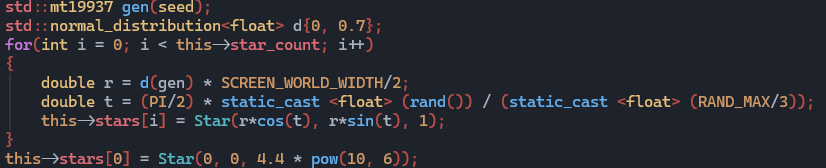 std::mt19937 gen(seed);
std::normal_distribution<float> d{0, 0.7};
for(int i = 0; i < this->star_count; i++)
{
    double r = d(gen) * SCREEN_WORLD_WIDTH/2;
    double t = (PI/2) * static_cast <float> (rand()) / (static_cast <float> (RAND_MAX/3));
    this->stars[i] = Star(r*cos(t), r*sin(t), 1);
}
this->stars[0] = Star(0, 0, 4.4 * pow(10, 6));